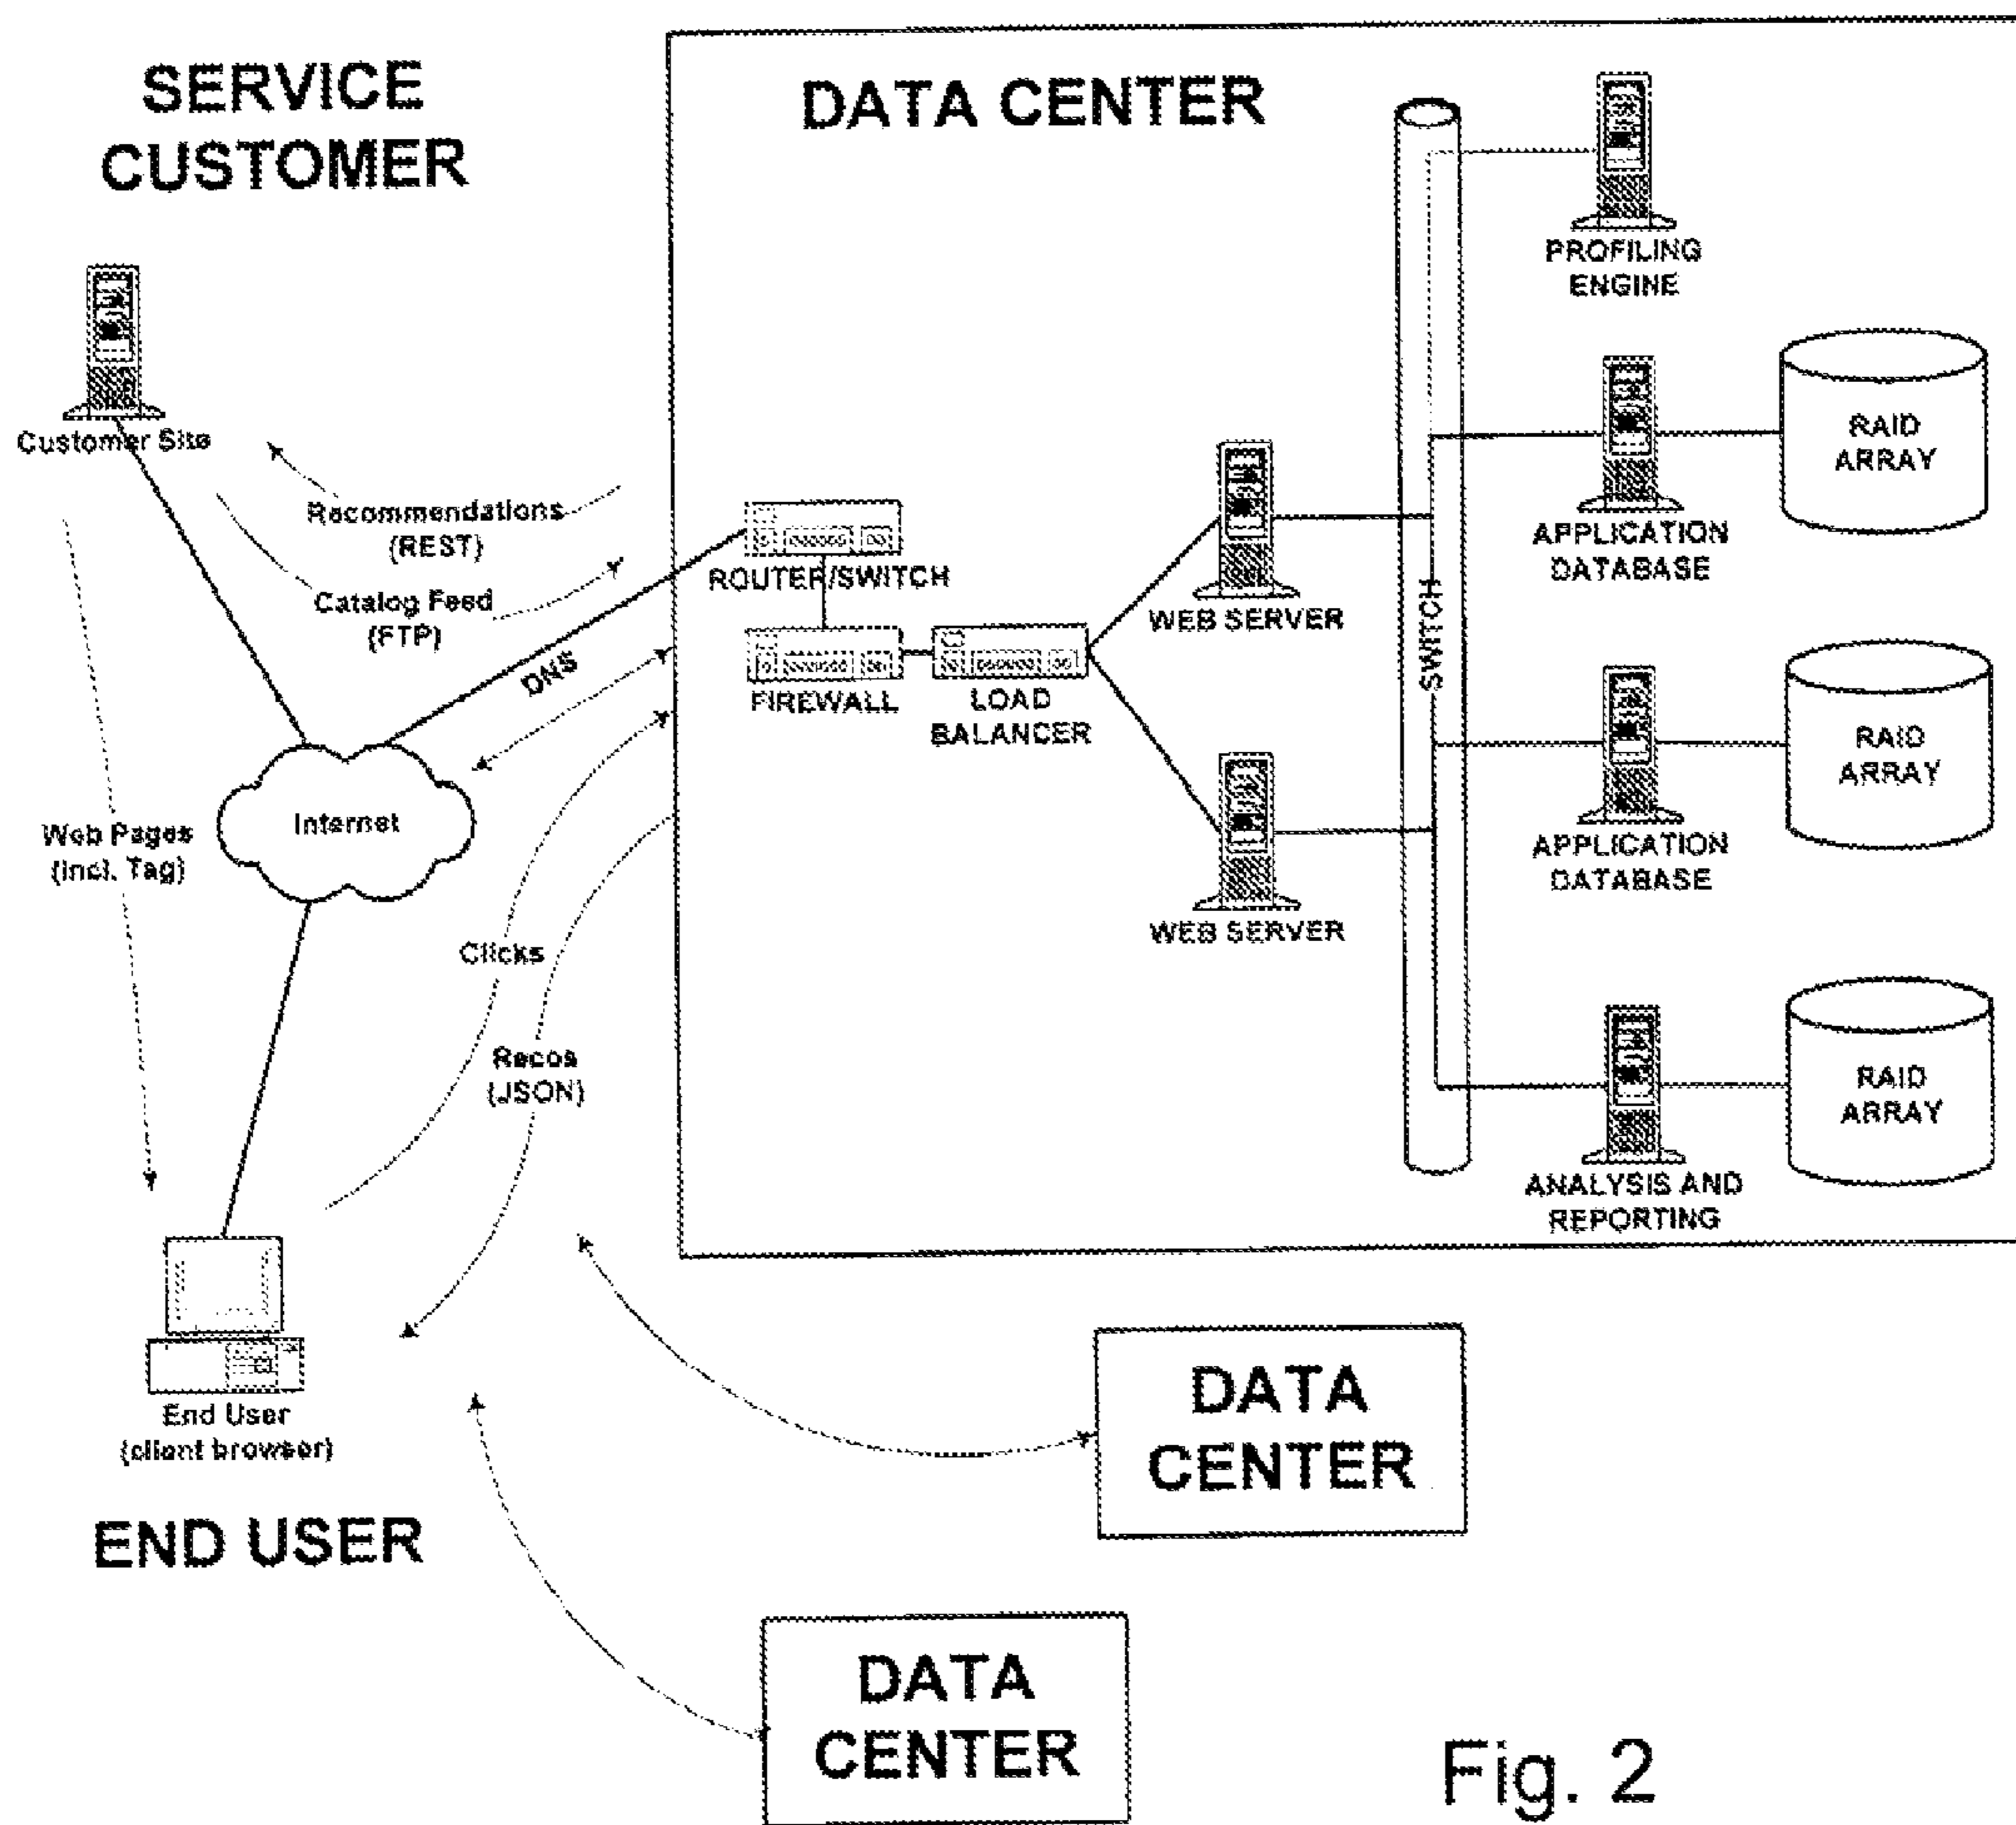 SERVICE
CUSTOMER
DATA CENTER
PROFILING
ENGINE
Customer Site
RAID
ARRAY
Recommendations
(REST)
APPLICATION
DATABASE
ROUTER/SWITCH
Catalog Feed
(FTP)
WEB SERVER
SWITCH
DNS
FIREWALL
LOAD
BALANCER
RAID
ARRAY
Internet
Web Pages
(incl. Tag)
APPLICATION
DATABASE
WEB SERVER
Clicks
Recos
(JSON)
RAID
ARRAY
ANALYSIS AND
REPORTING
End User
(client browser)
DATA
CENTER
END USER
DATA
CENTER
Fig. 2